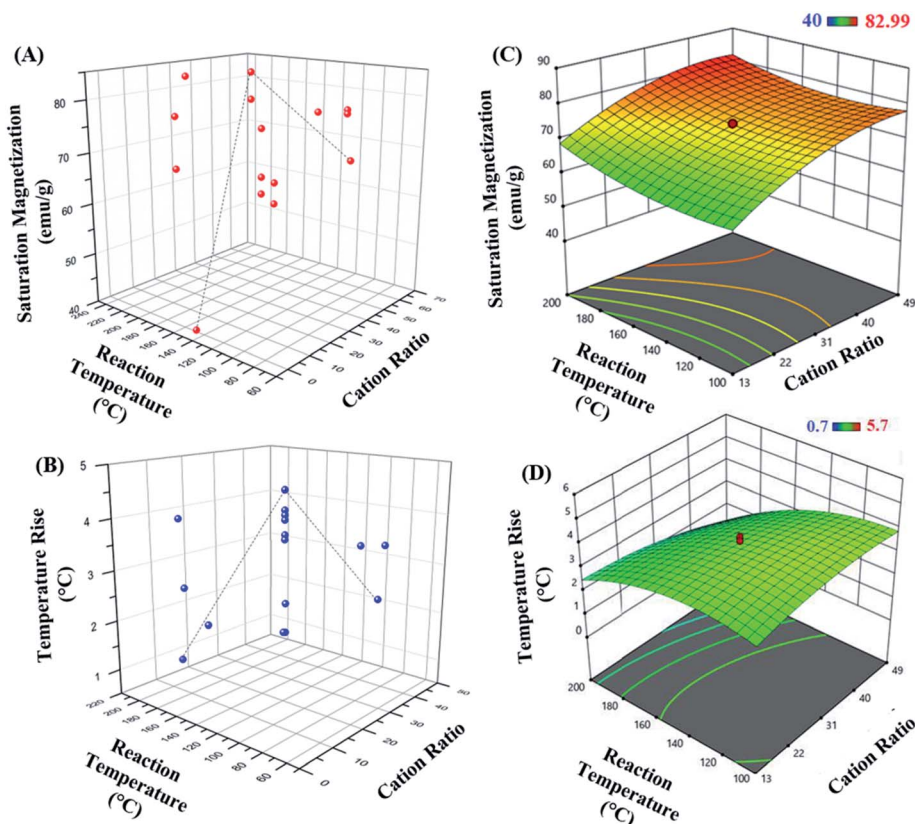 (A)
Saturation Magnetization
(emu/g)
80
70
60
50
40
240
220
200
180
160
140
120
100
80
60
Reaction
Temperature
(°C)
0
10
20
30
40
50
60
70
Cation Ratio
40 82.99
(C)
Saturation Magnetization
(emu/g)
90
80
70
60
50
40
200
180
160
140
120
100
Reaction
Temperature
(°C)
13
22
31
40
49
Cation Ratio
(B)
Temperature Rise
(°C)
5
4
3
2
1
220
200
180
160
140
120
100
80
60
Reaction
Temperature
(°C)
0
10
20
30
40
50
Cation Ratio
0.7 5.7
(D)
Temperature Rise
(°C)
6
5
4
3
2
1
0
200
180
160
140
120
100
Reaction
Temperature
(°C)
13
22
31
40
49
Cation Ratio